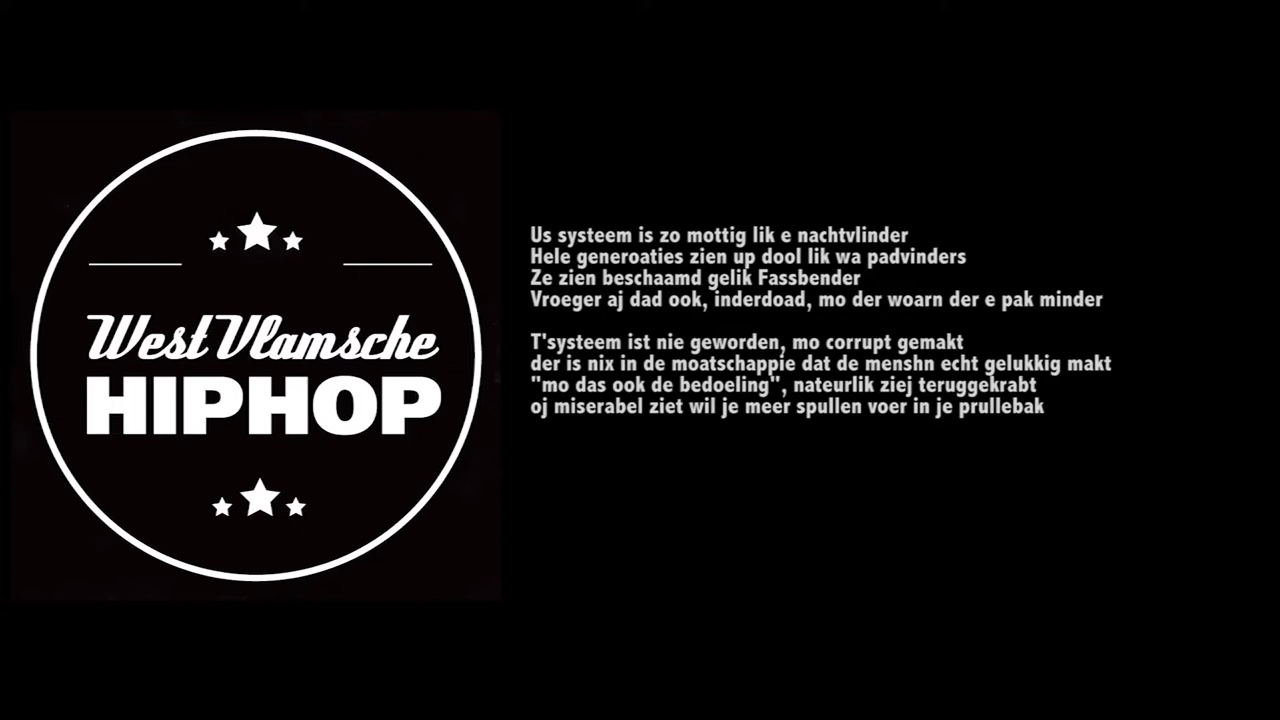 West Vlamsche
HIPHOP
Us systeem is zo mottig lik e nachtvlinder
Hele generoaties zien up dool lik wa padvinders
Ze zien beschaamd gelik Fassbender
Vroeger aj dad ook, inderdoad, mo der woarn der e pak minder
T'systeem ist nie geworden, mo corrupt gemakt
der is nix in de moatschappie dat de menshn echt gelukkig makt
"mo das ook de bedoeling", nateurlik ziej teruggekrabt
oj miserabel ziet wil je meer spullen voer in je prullebak